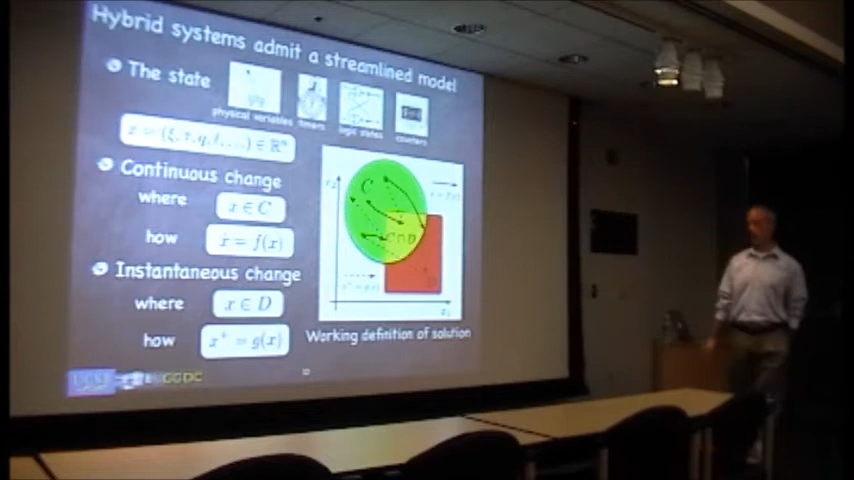 Hybrid systems admit a streamlined model
The state
physical variables
timers
logic states
counters
∈ ℝⁿ
Continuous change
where
x ∈ C
how
ẋ = f(x)
Instantaneous change
where
x ∈ D
how
x⁺ = g(x)
C
C ∩ D
Working definition of solution
CCDC